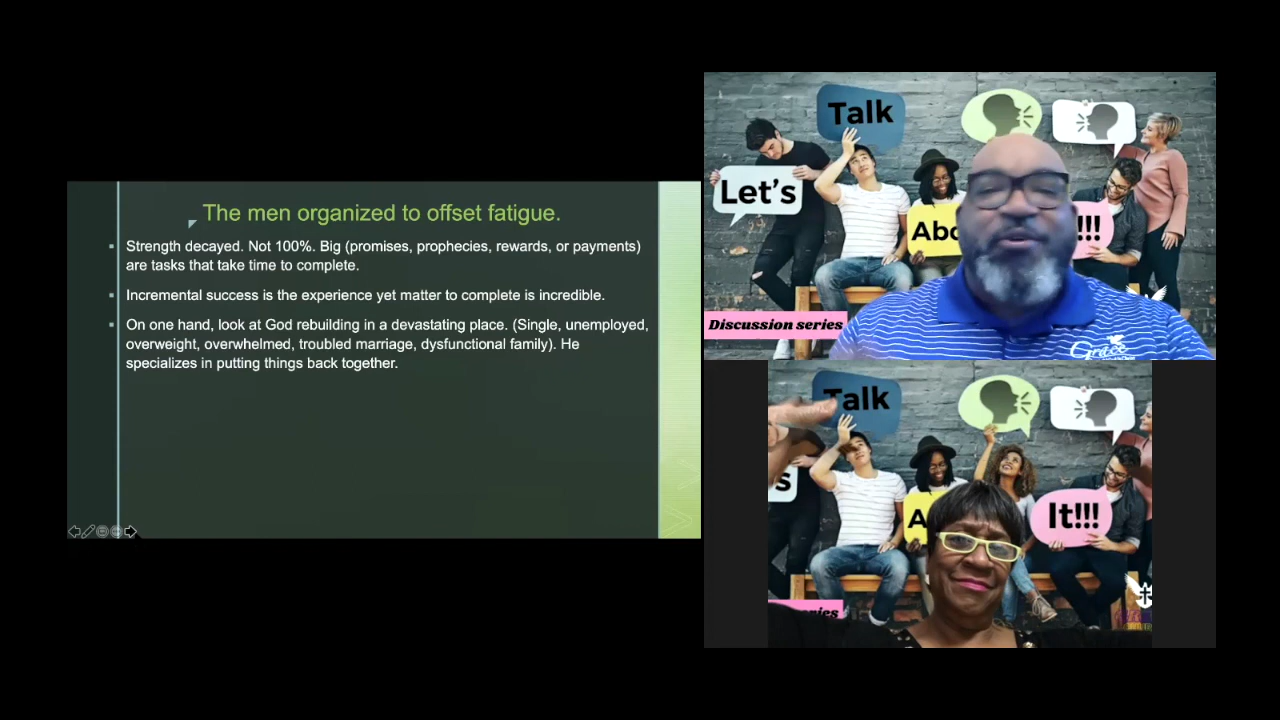 The men organized to offset fatigue.
Strength decayed. Not 100%. Big (promises, prophecies, rewards, or payments)
are tasks that take time to complete.
Incremental success is the experience yet matter to complete is incredible.
On one hand, look at God rebuilding in a devastating place. (Single, unemployed,
overweight, overwhelmed, troubled marriage, dysfunctional family). He
specializes in putting things back together.
Talk
Let's
Abo
!!!
Discussion series
Grace
Talk
s
A
It!!!
ries